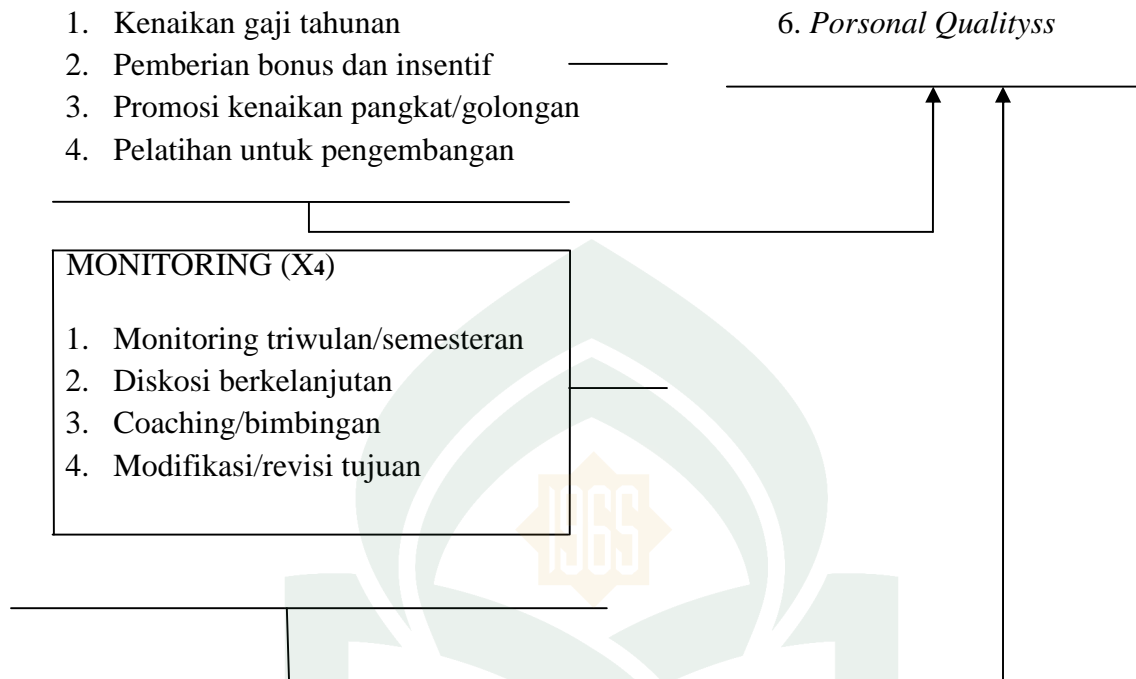 1. Kenaikan gaji tahunan
2. Pemberian bonus dan insentif
3. Promosi kenaikan pangkat/golongan
4. Pelatihan untuk pengembangan
6. Porsonal Qualityss
MONITORING (X4)
1. Monitoring triwulan/semesteran
2. Diskosi berkelanjutan
3. Coaching/bimbingan
4. Modifikasi/revisi tujuan
1965